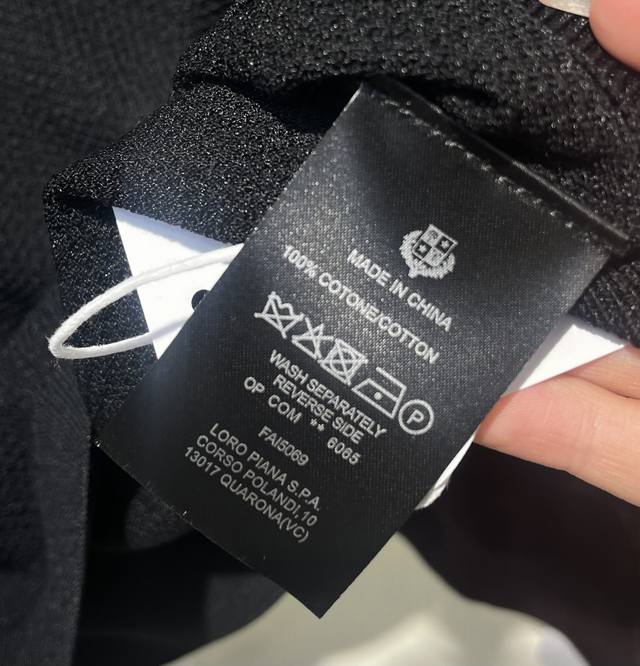 MADE IN CHINA
100% COTONE/COTTON
P
WASH SEPARATELY
REVERSE SIDE
OP COM ** 6065
FAI5069
LORO PIANA S.P.A.
CORSO POLANDI,10
13017 QUARONA(VC)